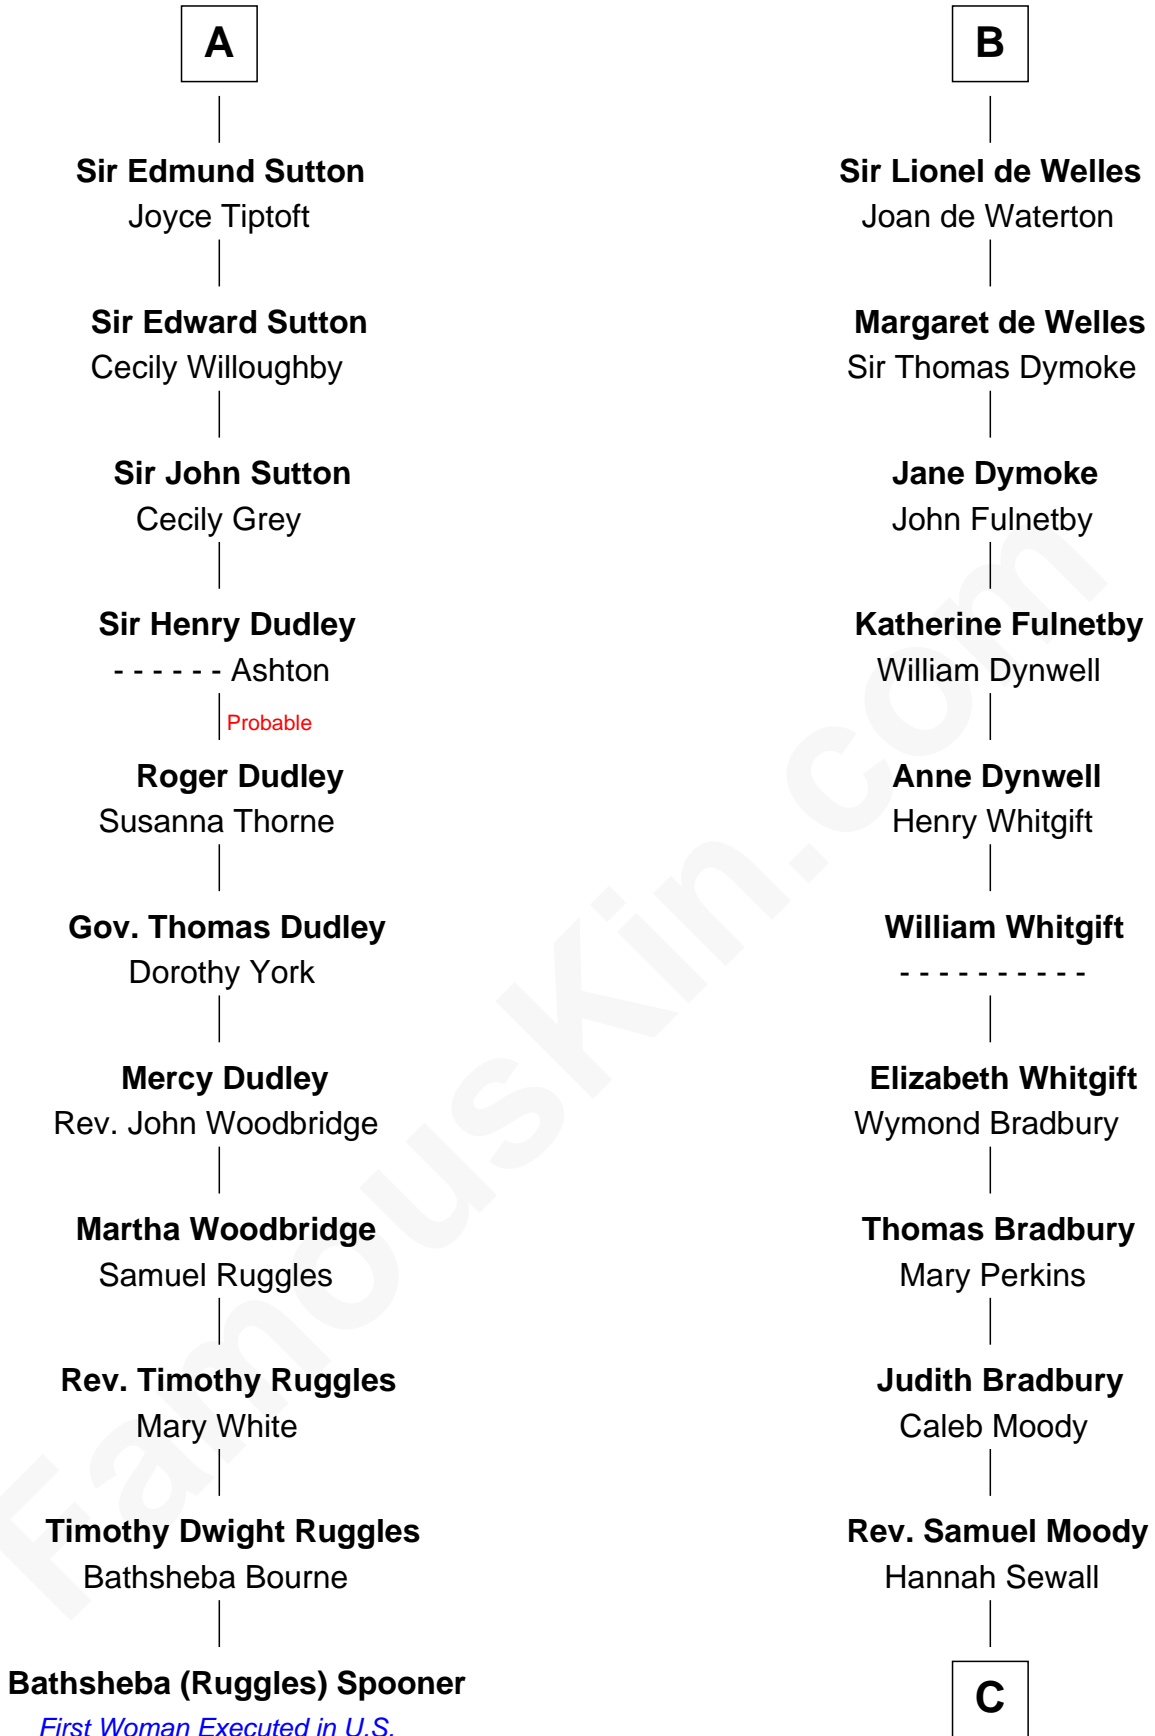 A
Sir Edmund Sutton
Joyce Tiptoft
Sir Edward Sutton
Cecily Willoughby
Sir John Sutton
Cecily Grey
Sir Henry Dudley
- - - - - - Ashton
Probable
Roger Dudley
Susanna Thorne
Gov. Thomas Dudley
Dorothy York
Mercy Dudley
Rev. John Woodbridge
Martha Woodbridge
Samuel Ruggles
Rev. Timothy Ruggles
Mary White
Timothy Dwight Ruggles
Bathsheba Bourne
Bathsheba (Ruggles) Spooner
First Woman Executed in U.S.
B
Sir Lionel de Welles
Joan de Waterton
Margaret de Welles
Sir Thomas Dymoke
Jane Dymoke
John Fulnetby
Katherine Fulnetby
William Dynwell
Anne Dynwell
Henry Whitgift
William Whitgift
- - - - - - - - - -
Elizabeth Whitgift
Wymond Bradbury
Thomas Bradbury
Mary Perkins
Judith Bradbury
Caleb Moody
Rev. Samuel Moody
Hannah Sewall
C
FamousKin.com